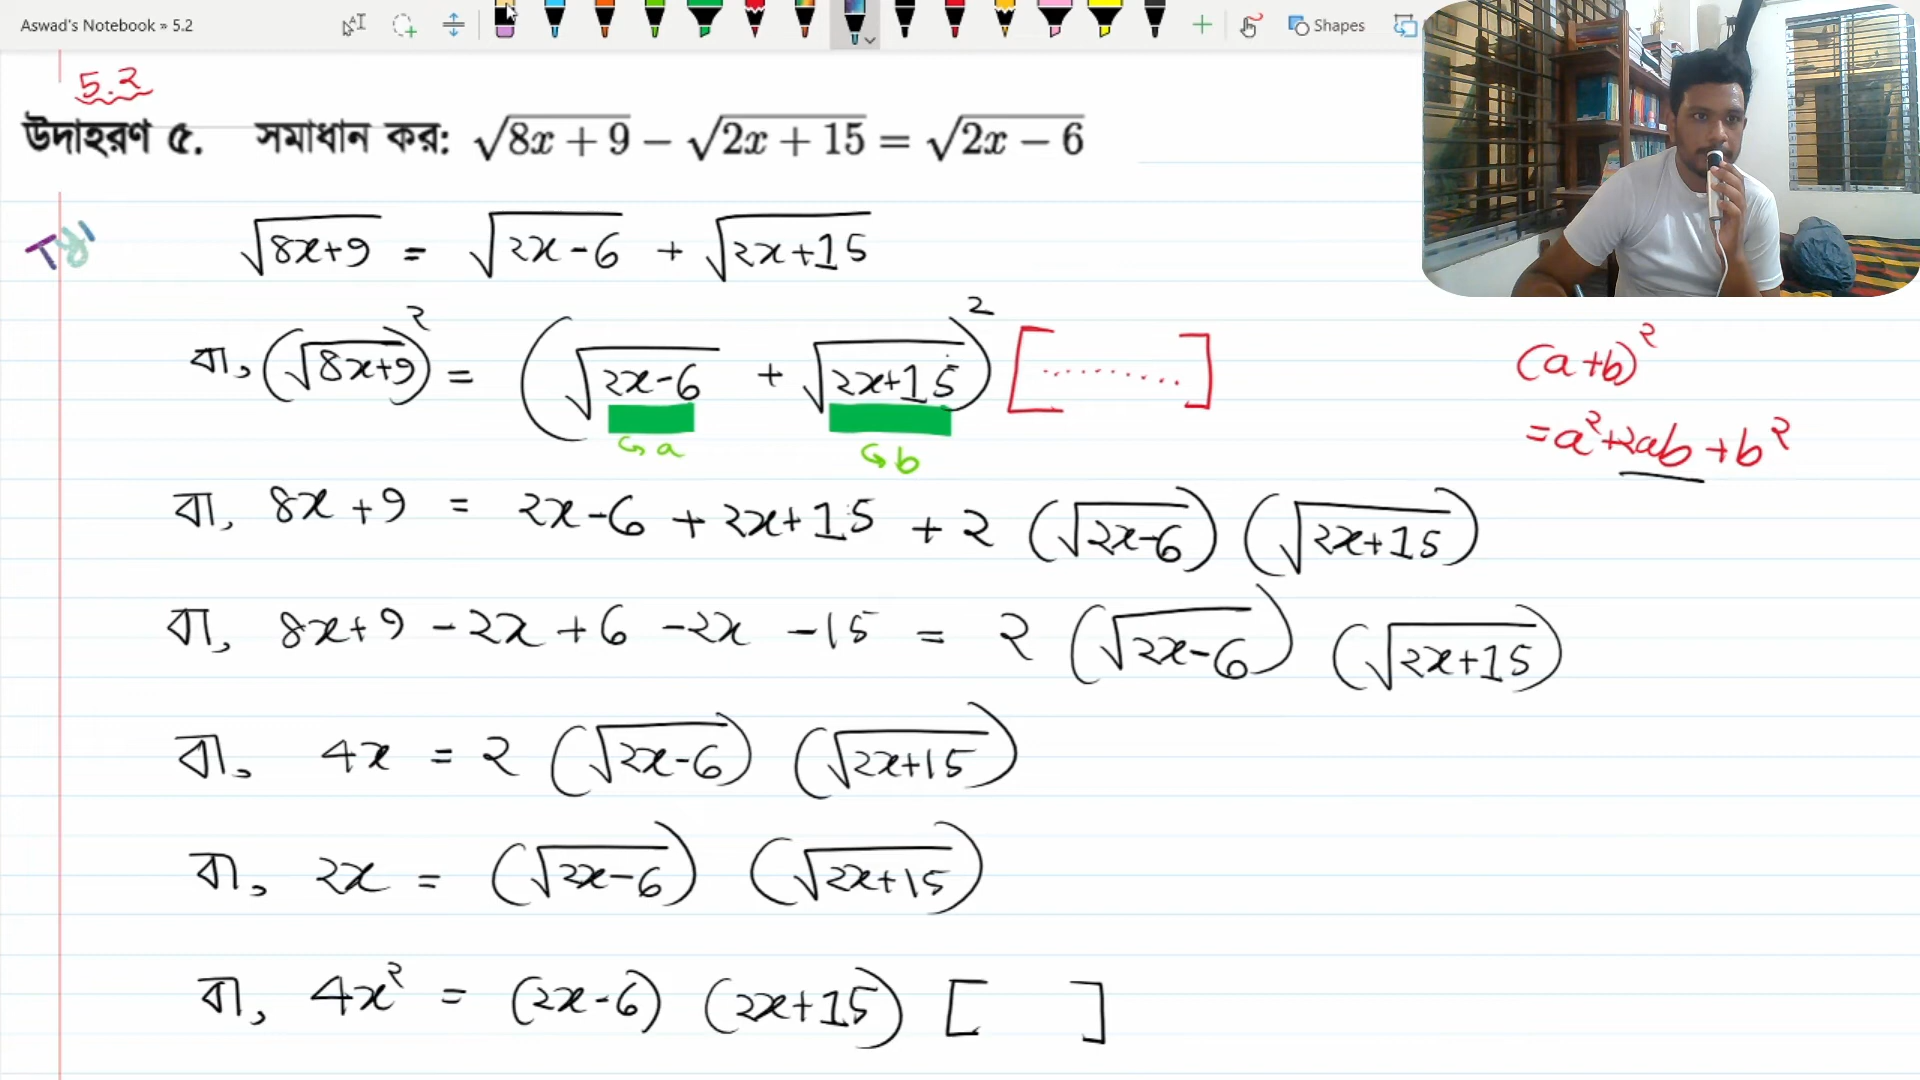 Aswad's Notebook » 5.2
Shapes
5.2
উদাহরণ ৫. সমাধান কর: √(8x + 9) − √(2x + 15) = √(2x − 6)
√(8x+9) = √(2x-6) + √(2x+15)
বা, (√(8x+9))² = (√(2x-6) + √(2x+15))² [..........]
a
b
(a+b)²
=a²+2ab+b²
বা, 8x+9 = 2x-6 + 2x+15 + 2 (√(2x-6)) (√(2x+15))
বা, 8x+9 -2x+6 -2x -15 = 2 (√(2x-6)) (√(2x+15))
বা, 4x = 2 (√(2x-6)) (√(2x+15))
বা, 2x = (√(2x-6)) (√(2x+15))
বা, 4x² = (2x-6) (2x+15) [ ]